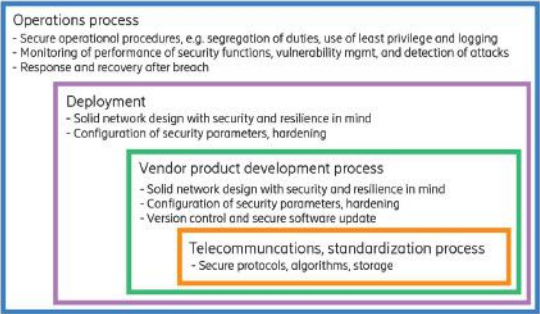 Operations process
- Secure operational procedures, e.g. segregation of duties, use of least privilege and logging
- Monitoring of performance of security functions, vulnerability mgmt, and detection of attacks
- Response and recovery after breach
Deployment
- Solid network design with security and resilience in mind
- Configuration of security parameters, hardening
Vendor product development process
- Solid network design with security and resilience in mind
- Configuration of security parameters, hardening
- Version control and secure software update
Telecommuncations, standardization process
- Secure protocols, algorithms, storage